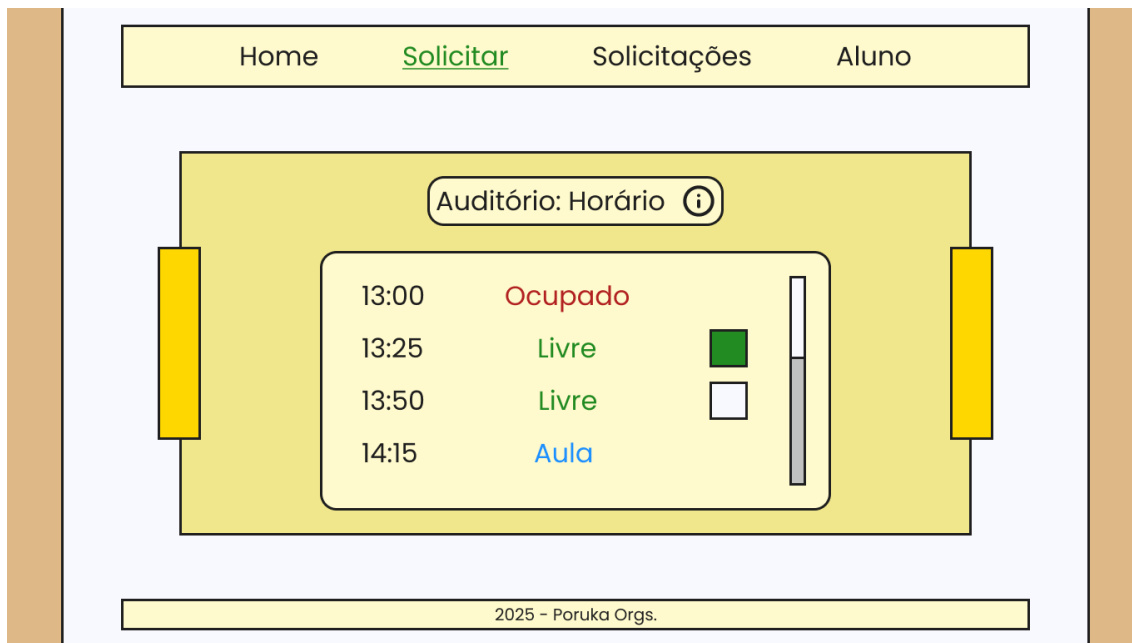 Home Solicitar Solicitações Aluno
Auditório: Horário
13:00 Ocupado
13:25 Livre
13:50 Livre
14:15 Aula
2025 - Poruka Orgs.